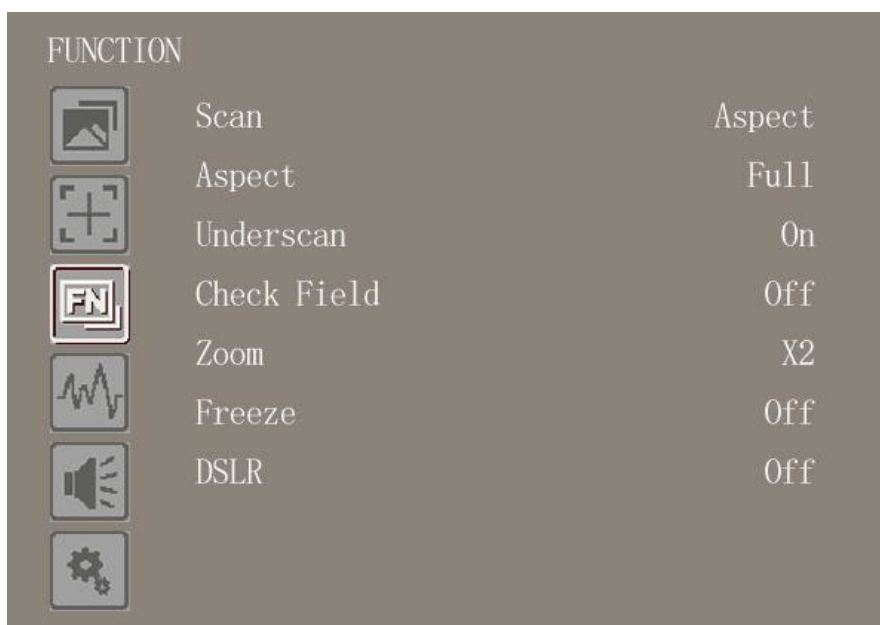 FUNCTION
Scan Aspect
Aspect Full
Underscan On
FN
Check Field Off
Zoom X2
Freeze Off
DSLR Off